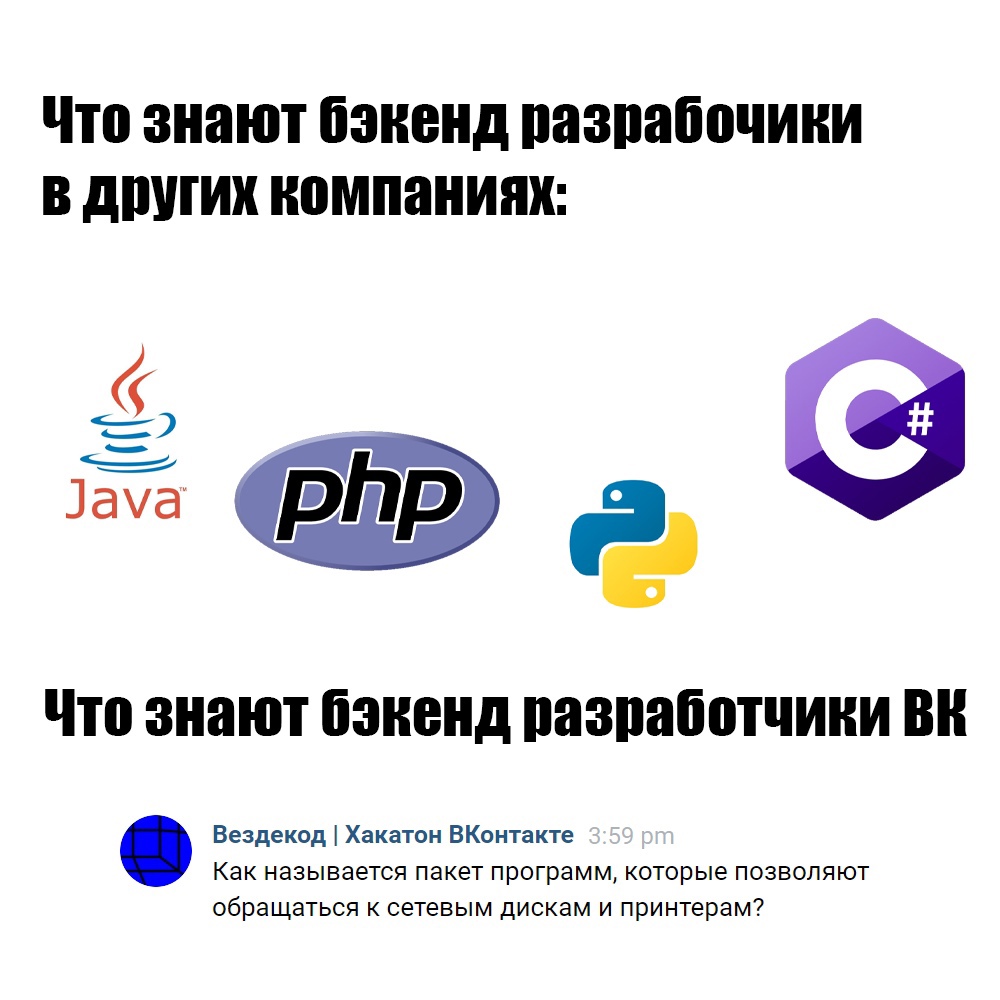 Что знают бэкенд разрабочики
в других компаниях:
Java™
php
C#
Что знают бэкенд разработчики ВК
Вездекод | Хакатон ВКонтакте 3:59 pm
Как называется пакет программ, которые позволяют
обращаться к сетевым дискам и принтерам?